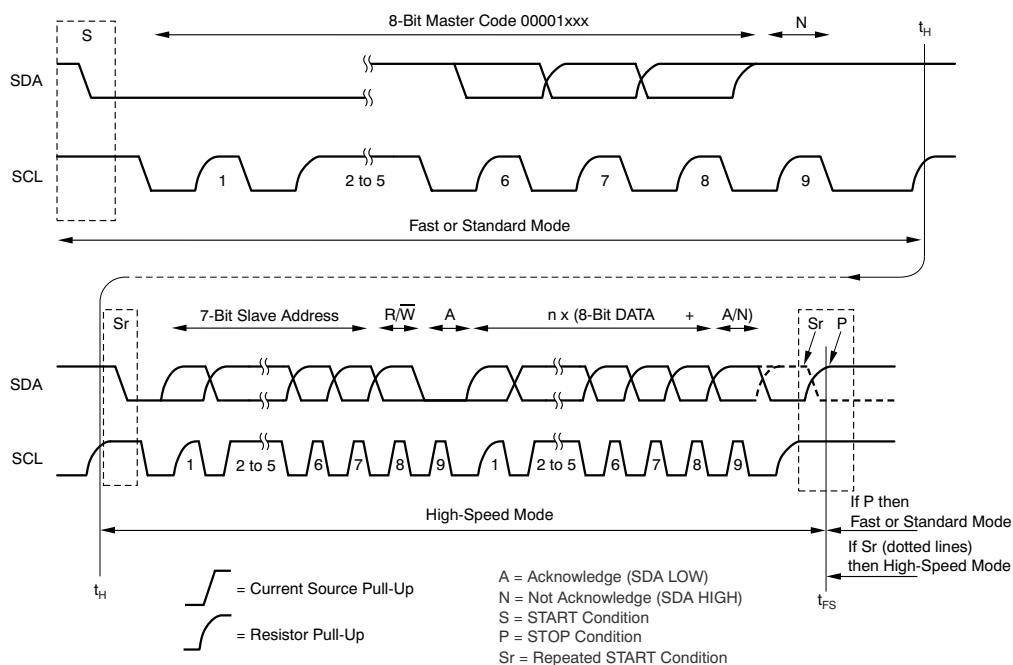 8-Bit Master Code 00001xxx
N
tH
S
SDA
SCL
1
2 to 5
6
7
8
9
Fast or Standard Mode
Sr
7-Bit Slave Address
R/W̅
A
n x (8-Bit DATA + A/N)
Sr
P
SDA
SCL
1
2 to 5
6
7
8
9
1
2 to 5
6
7
8
9
If P then
Fast or Standard Mode
High-Speed Mode
If Sr (dotted lines)
then High-Speed Mode
tH
tFS
= Current Source Pull-Up
= Resistor Pull-Up
A = Acknowledge (SDA LOW)
N = Not Acknowledge (SDA HIGH)
S = START Condition
P = STOP Condition
Sr = Repeated START Condition